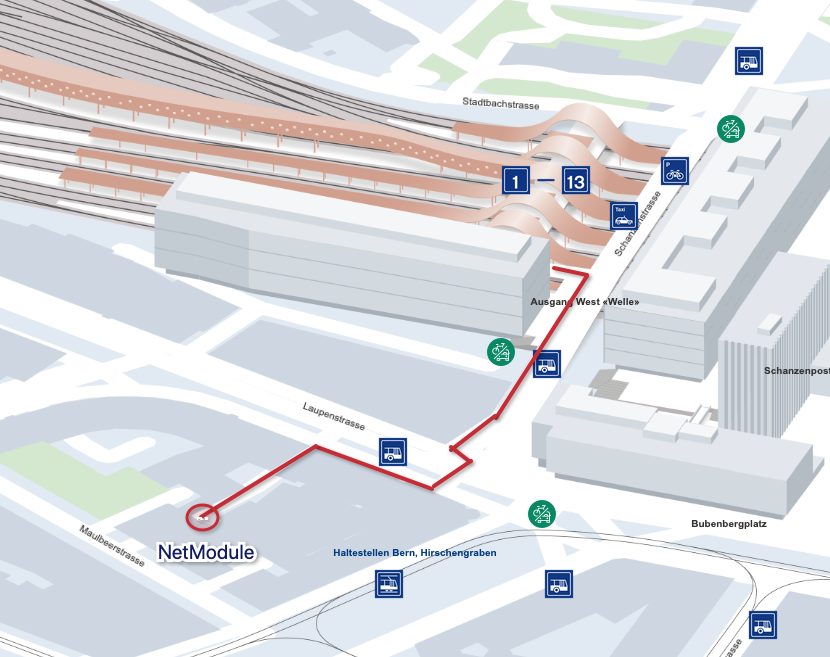 Stadtbachstrasse
P
1 — 13
Taxi
Schanzenstrasse
Ausgang West «Welle»
Schanzenpost
Laupenstrasse
Bubenbergplatz
Maulbeerstrasse
NetModule
Haltestellen Bern, Hirschengraben